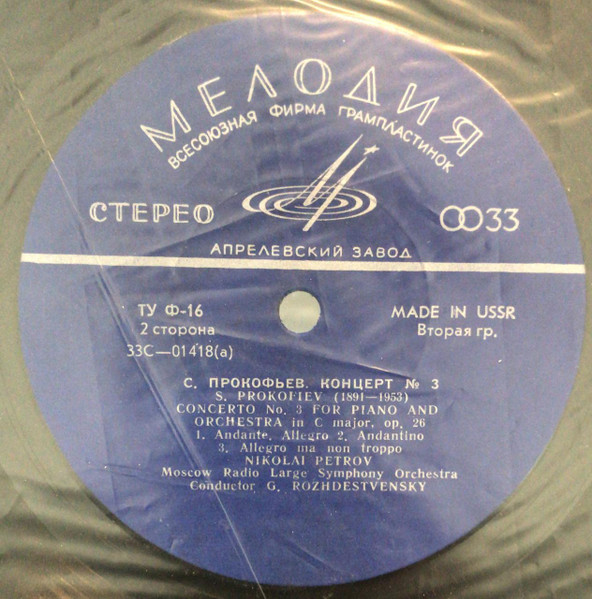 МЕЛОДИЯ
ВСЕСОЮЗНАЯ ФИРМА ГРАМПЛАСТИНОК
СТЕРЕО
33
АПРЕЛЕВСКИЙ ЗАВОД
ТУ Ф-16
MADE IN USSR
2 сторона
Вторая гр.
33С—01418(а)
С. ПРОКОФЬЕВ. КОНЦЕРТ № 3
S. PROKOFIEV (1891—1953)
CONCERTO No. 3 FOR PIANO AND
ORCHESTRA in C major, op. 26
1. Andante, Allegro 2. Andantino
3. Allegro ma non troppo
NIKOLAI PETROV
Moscow Radio Large Symphony Orchestra
Conductor G. ROZHDESTVENSKY